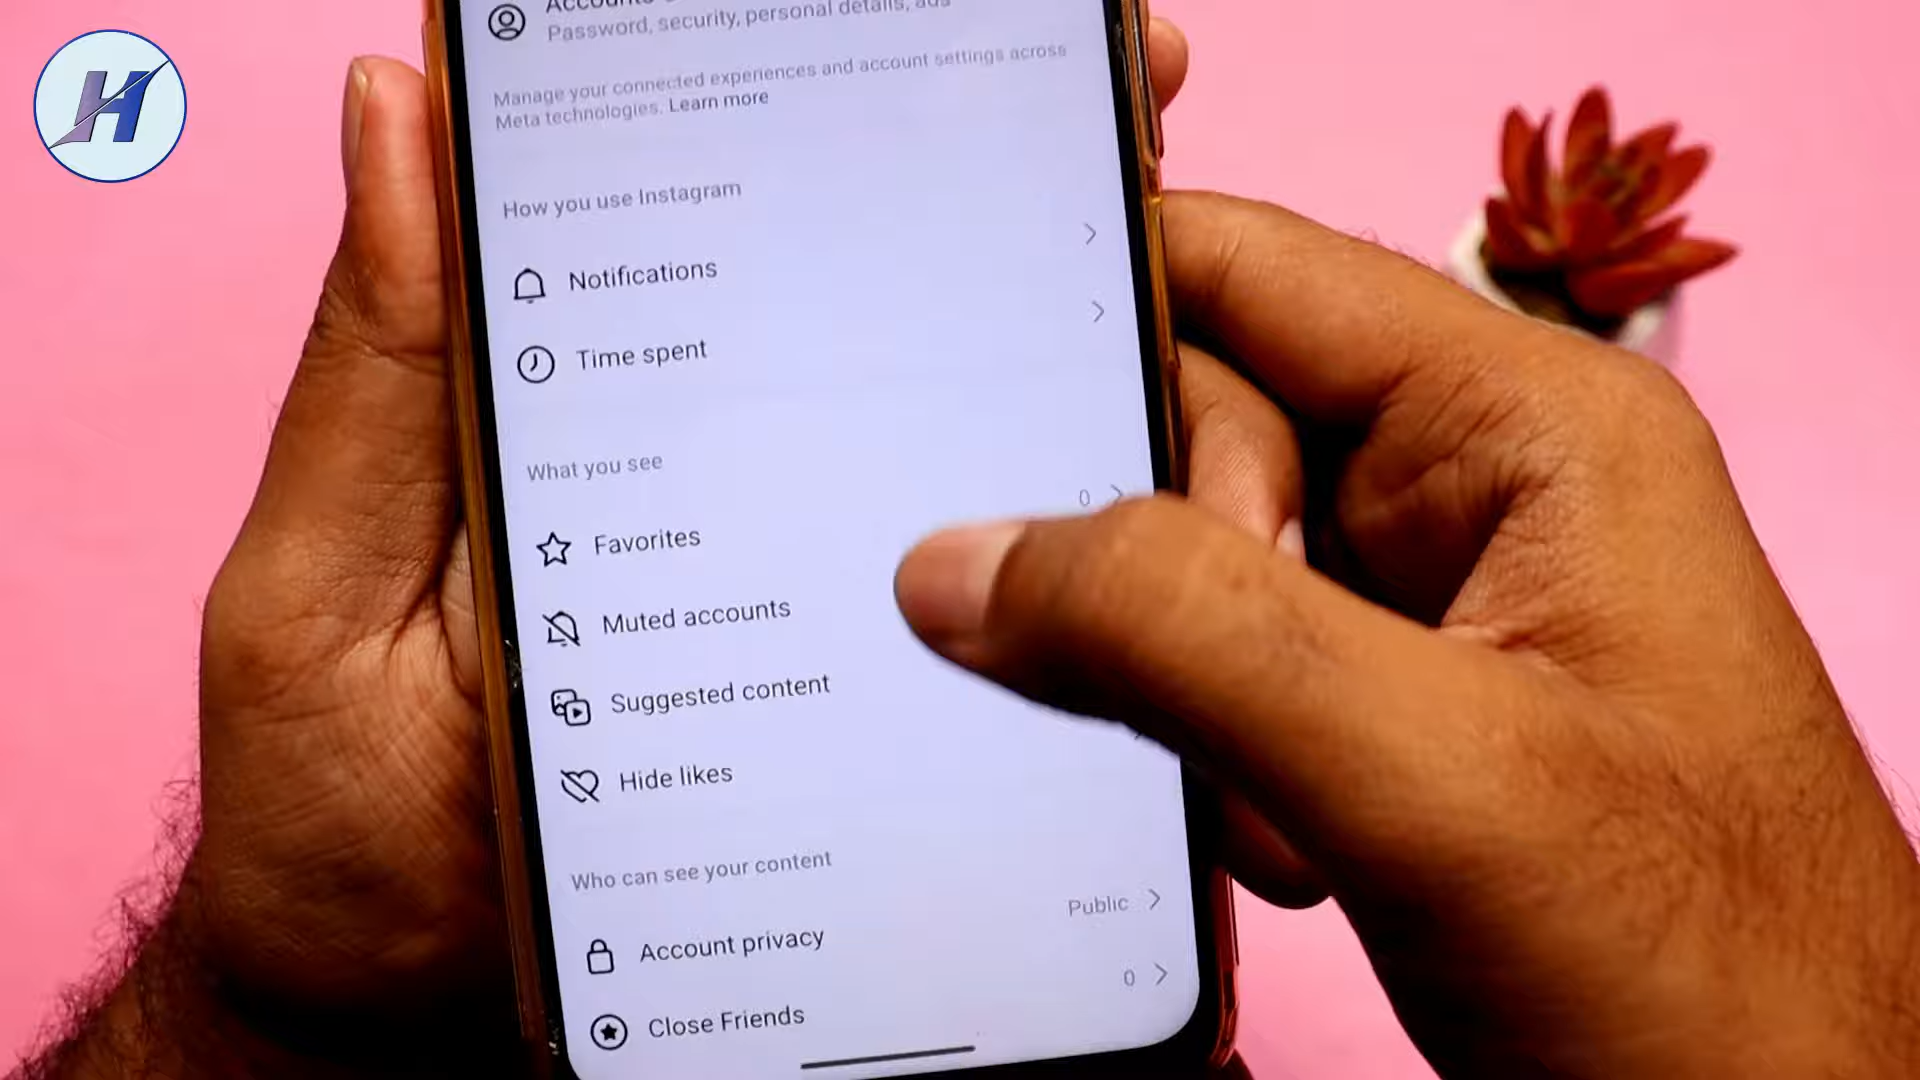 Password, security, personal details, ads
Manage your connected experiences and account settings across
Meta technologies. Learn more
How you use Instagram
Notifications
Time spent
What you see
0
Favorites
Muted accounts
Suggested content
Hide likes
Who can see your content
Public
Account privacy
0
Close Friends
H